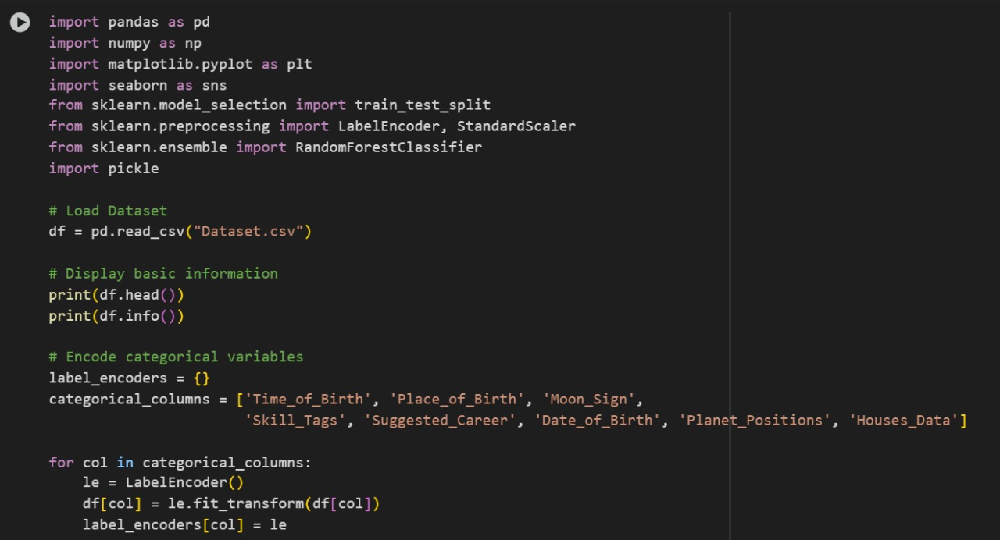 import pandas as pd
import numpy as np
import matplotlib.pyplot as plt
import seaborn as sns
from sklearn.model_selection import train_test_split
from sklearn.preprocessing import LabelEncoder, StandardScaler
from sklearn.ensemble import RandomForestClassifier
import pickle

# Load Dataset
df = pd.read_csv("Dataset.csv")

# Display basic information
print(df.head())
print(df.info())

# Encode categorical variables
label_encoders = {}
categorical_columns = ['Time_of_Birth', 'Place_of_Birth', 'Moon_Sign',
                       'Skill_Tags', 'Suggested_Career', 'Date_of_Birth', 'Planet_Positions', 'Houses_Data']

for col in categorical_columns:
    le = LabelEncoder()
    df[col] = le.fit_transform(df[col])
    label_encoders[col] = le